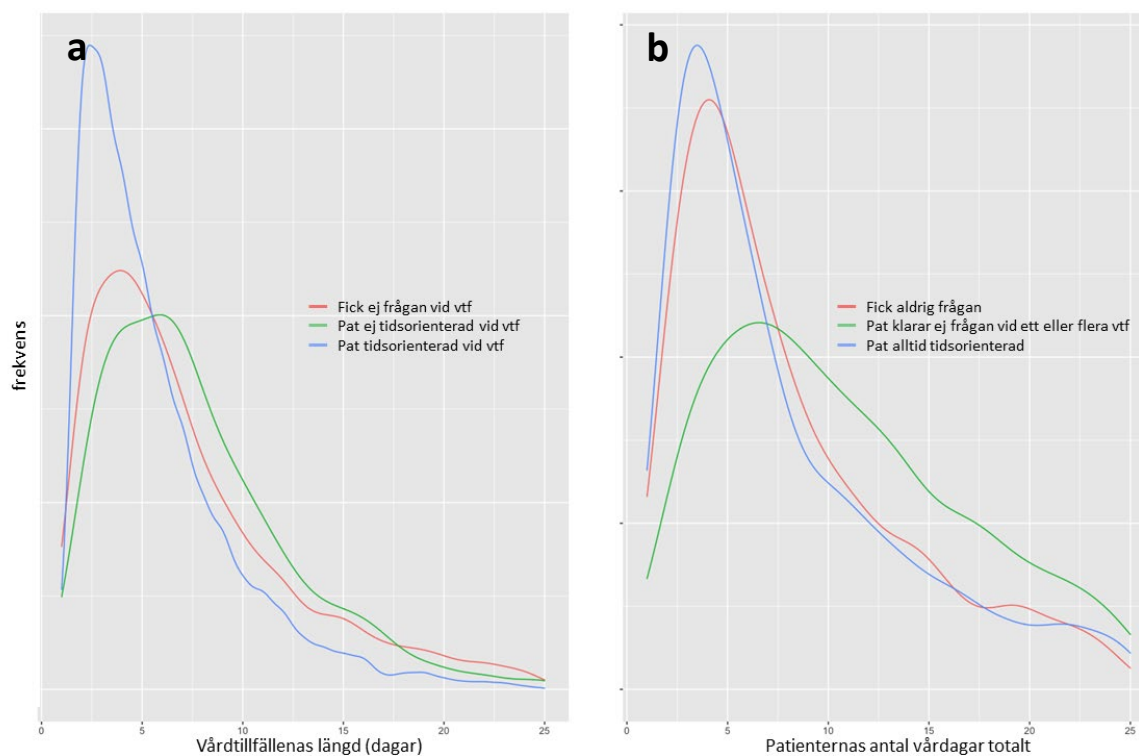 a
frekvens
Fick ej frågan vid vtf
Pat ej tidsorienterad vid vtf
Pat tidsorienterad vid vtf
0 5 10 15 20 25
Vårdtillfällenas längd (dagar)
b
Fick aldrig frågan
Pat klarar ej frågan vid ett eller flera vtf
Pat alltid tidsorienterad
0 5 10 15 20 25
Patienternas antal vårdagar totalt